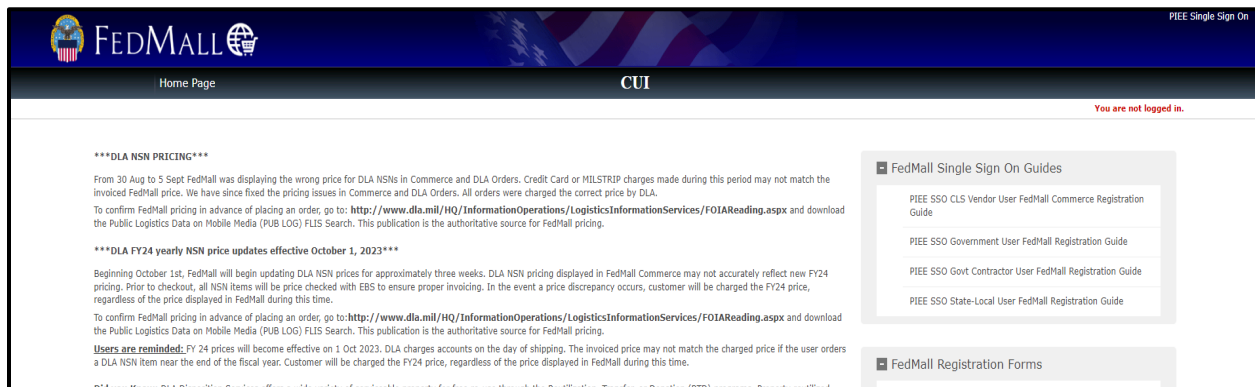 PIEE Single Sign On
FEDMALL
Home Page
CUI
You are not logged in.
***DLA NSN PRICING***
From 30 Aug to 5 Sept FedMall was displaying the wrong price for DLA NSNs in Commerce and DLA Orders. Credit Card or MILSTRIP charges made during this period may not match the
invoiced FedMall price. We have since fixed the pricing issues in Commerce and DLA Orders. All orders were charged the correct price by DLA.
To confirm FedMall pricing in advance of placing an order, go to: http://www.dla.mil/HQ/InformationOperations/LogisticsInformationServices/FOIAReading.aspx and download
the Public Logistics Data on Mobile Media (PUB LOG) FLIS Search. This publication is the authoritative source for FedMall pricing.
***DLA FY24 yearly NSN price updates effective October 1, 2023***
Beginning October 1st, FedMall will begin updating DLA NSN prices for approximately three weeks. DLA NSN pricing displayed in FedMall Commerce may not accurately reflect new FY24
pricing. Prior to checkout, all NSN items will be price checked with EBS to ensure proper invoicing. In the event a price discrepancy occurs, customer will be charged the FY24 price,
regardless of the price displayed in FedMall during this time.
To confirm FedMall pricing in advance of placing an order, go to:http://www.dla.mil/HQ/InformationOperations/LogisticsInformationServices/FOIAReading.aspx and download
the Public Logistics Data on Mobile Media (PUB LOG) FLIS Search. This publication is the authoritative source for FedMall pricing.
Users are reminded: FY 24 prices will become effective on 1 Oct 2023. DLA charges accounts on the day of shipping. The invoiced price may not match the charged price if the user orders
a DLA NSN item near the end of the fiscal year. Customer will be charged the FY24 price, regardless of the price displayed in FedMall during this time.
FedMall Single Sign On Guides
PIEE SSO CLS Vendor User FedMall Commerce Registration
Guide
PIEE SSO Government User FedMall Registration Guide
PIEE SSO Govt Contractor User FedMall Registration Guide
PIEE SSO State-Local User FedMall Registration Guide
FedMall Registration Forms